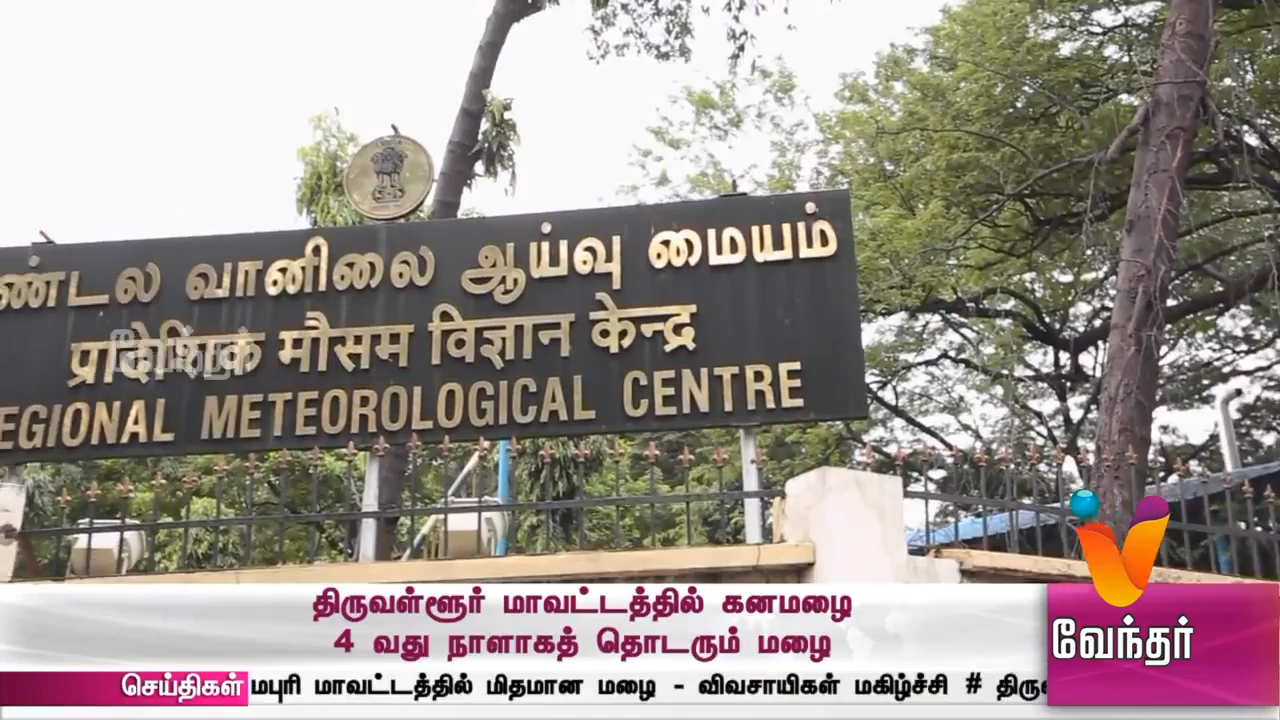 ண்டல வானிலை ஆய்வு மையம்
प्रादेशिक मौसम विज्ञान केन्द्र
EGIONAL METEOROLOGICAL CENTRE
வேந்தர்
திருவள்ளூர் மாவட்டத்தில் கனமழை
4 வது நாளாகத் தொடரும் மழை
வேந்தர்
செய்திகள் மபுரி மாவட்டத்தில் மிதமான மழை - விவசாயிகள் மகிழ்ச்சி # திருவ